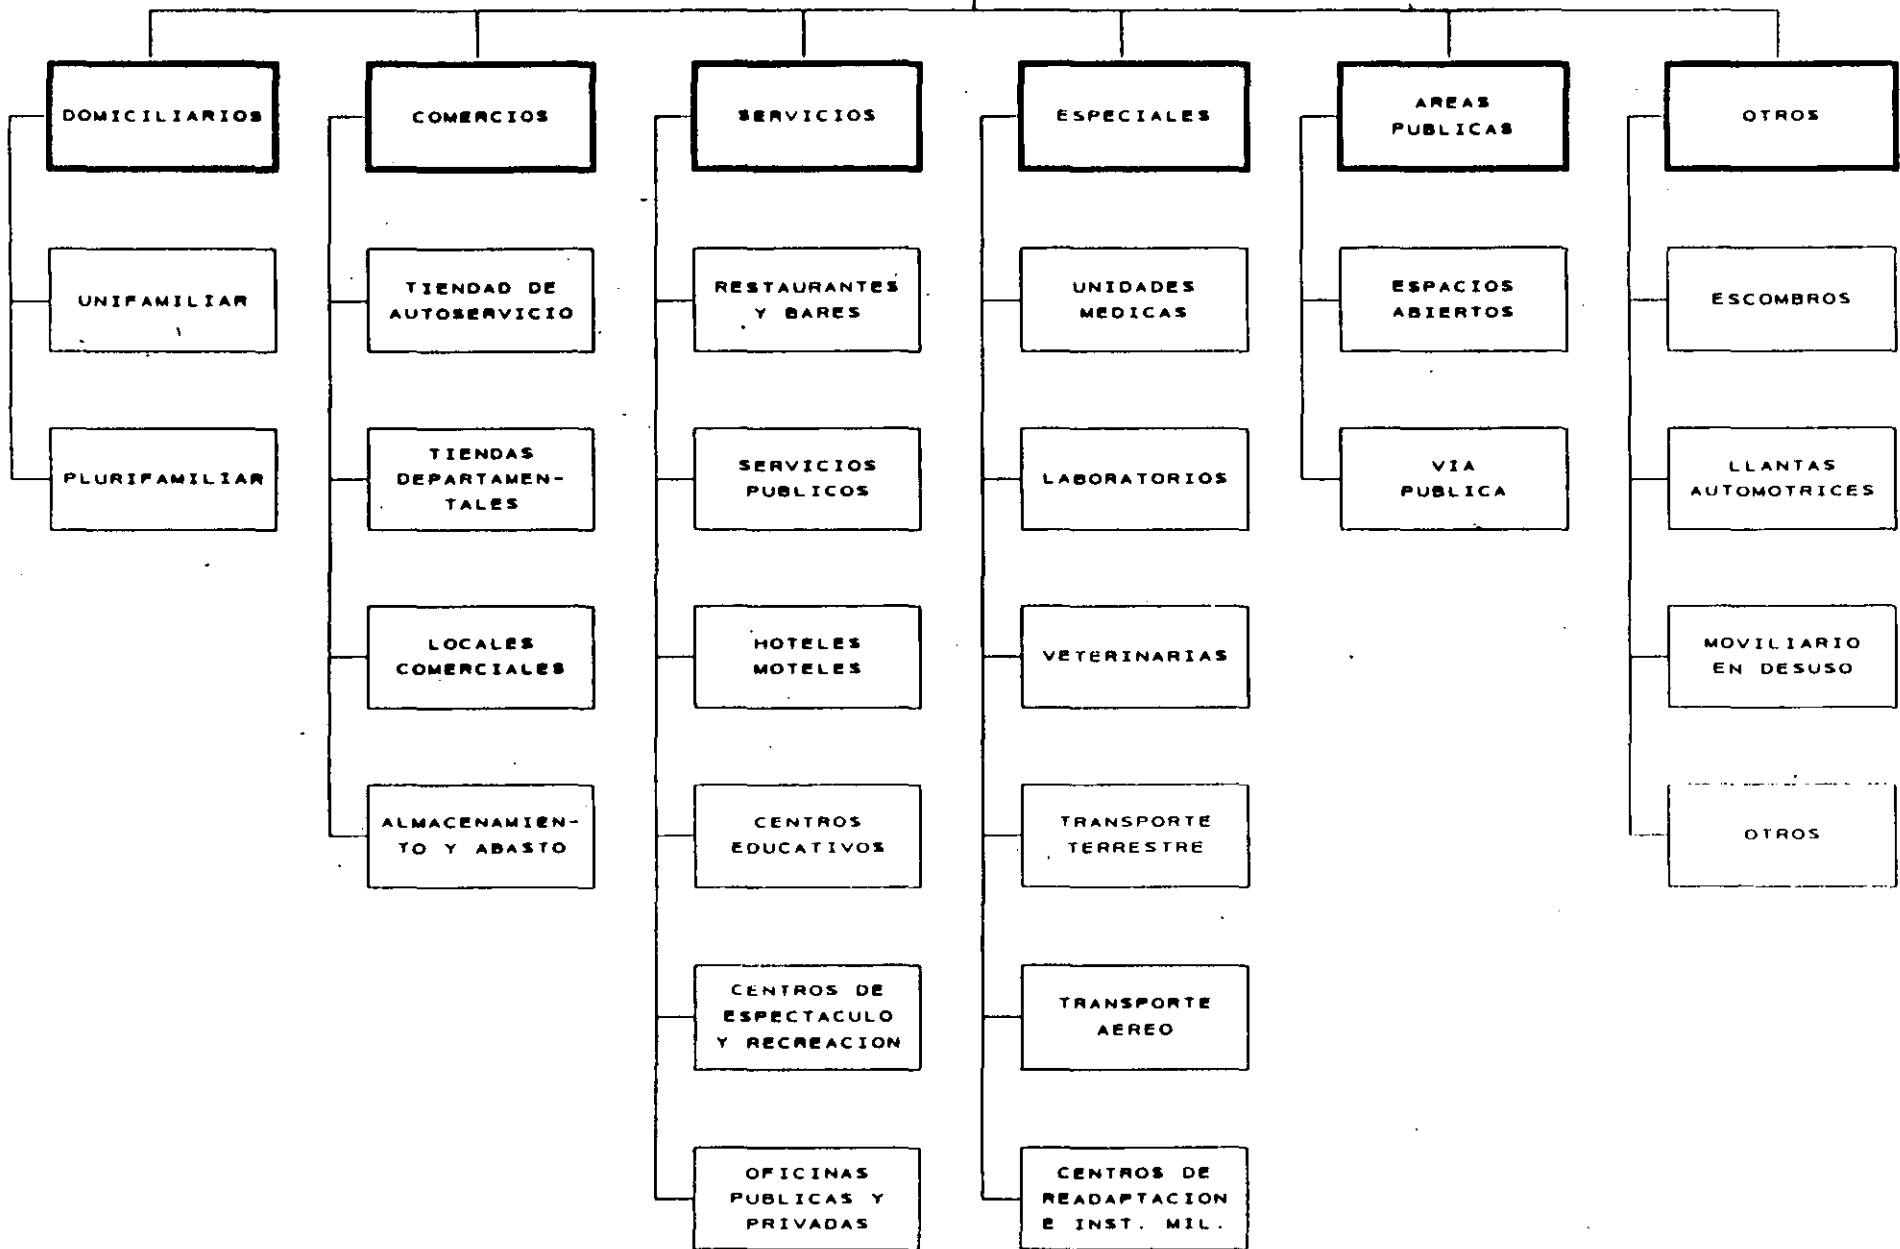 DOMICILIARIOS
UNIFAMILIAR
PLURIFAMILIAR
COMERCIOS
TIENDAD DE
AUTOSERVICIO
TIENDAS
DEPARTAMEN-
TALES
LOCALES
COMERCIALES
ALMACENAMIEN-
TO Y ABASTO
SERVICIOS
RESTAURANTES
Y BARES
SERVICIOS
PUBLICOS
HOTELES
MOTELES
CENTROS
EDUCATIVOS
CENTROS DE
ESPECTACULO
Y RECREACION
OFICINAS
PUBLICAS Y
PRIVADAS
ESPECIALES
UNIDADES
MEDICAS
LABORATORIOS
VETERINARIAS
TRANSPORTE
TERRESTRE
TRANSPORTE
AEREO
CENTROS DE
READAPTACION
E INST. MIL.
AREAS
PUBLICAS
ESPACIOS
ABIERTOS
VIA
PUBLICA
OTROS
ESCOMBROS
LLANTAS
AUTOMOTRICES
MOVILIARIO
EN DESUSO
OTROS